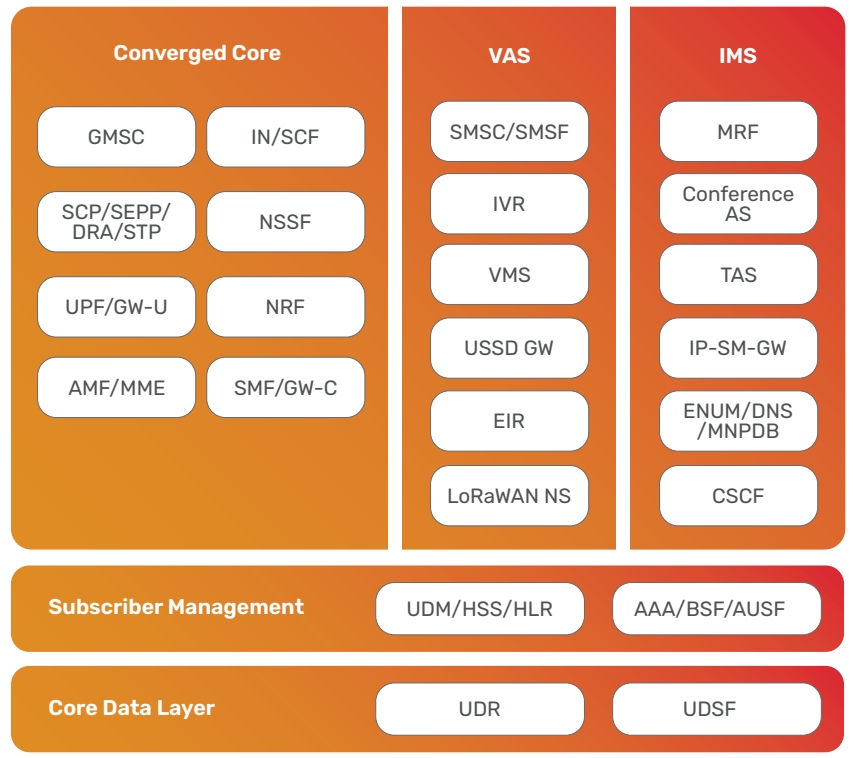 Converged Core
GMSC
IN/SCF
SCP/SEPP/
DRA/STP
NSSF
UPF/GW-U
NRF
AMF/MME
SMF/GW-C
VAS
SMSC/SMSF
IVR
VMS
USSD GW
EIR
LoRaWAN NS
IMS
MRF
Conference
AS
TAS
IP-SM-GW
ENUM/DNS
/MNPDB
CSCF
Subscriber Management
UDM/HSS/HLR
AAA/BSF/AUSF
Core Data Layer
UDR
UDSF